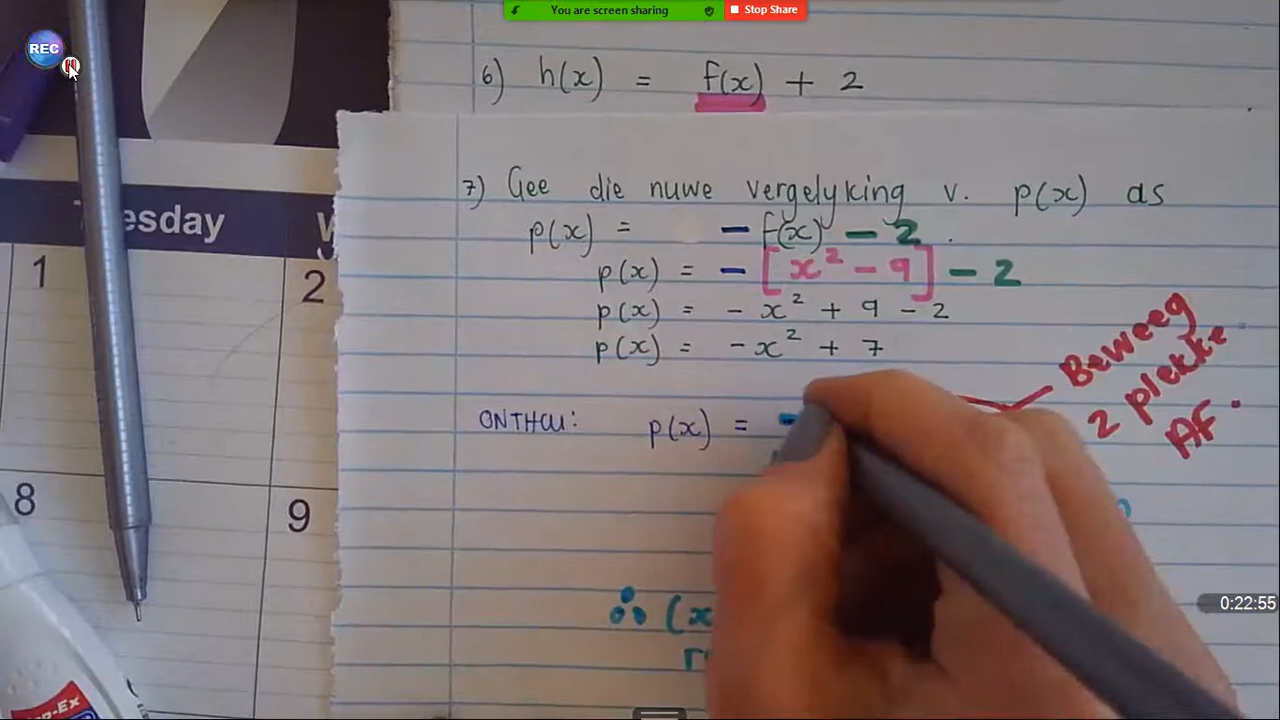 You are screen sharing Stop Share
REC
6) h(x) = f(x) + 2
7) Gee die nuwe vergelyking v. p(x) as
p(x) = - f(x) - 2.
p(x) = - [x² - 9] - 2
p(x) = - x² + 9 - 2
p(x) = - x² + 7
Beweeg
2 plekke
AF.
ONTHOU: p(x) = -
∴ (x
esday
1
2
8
9
0:22:55